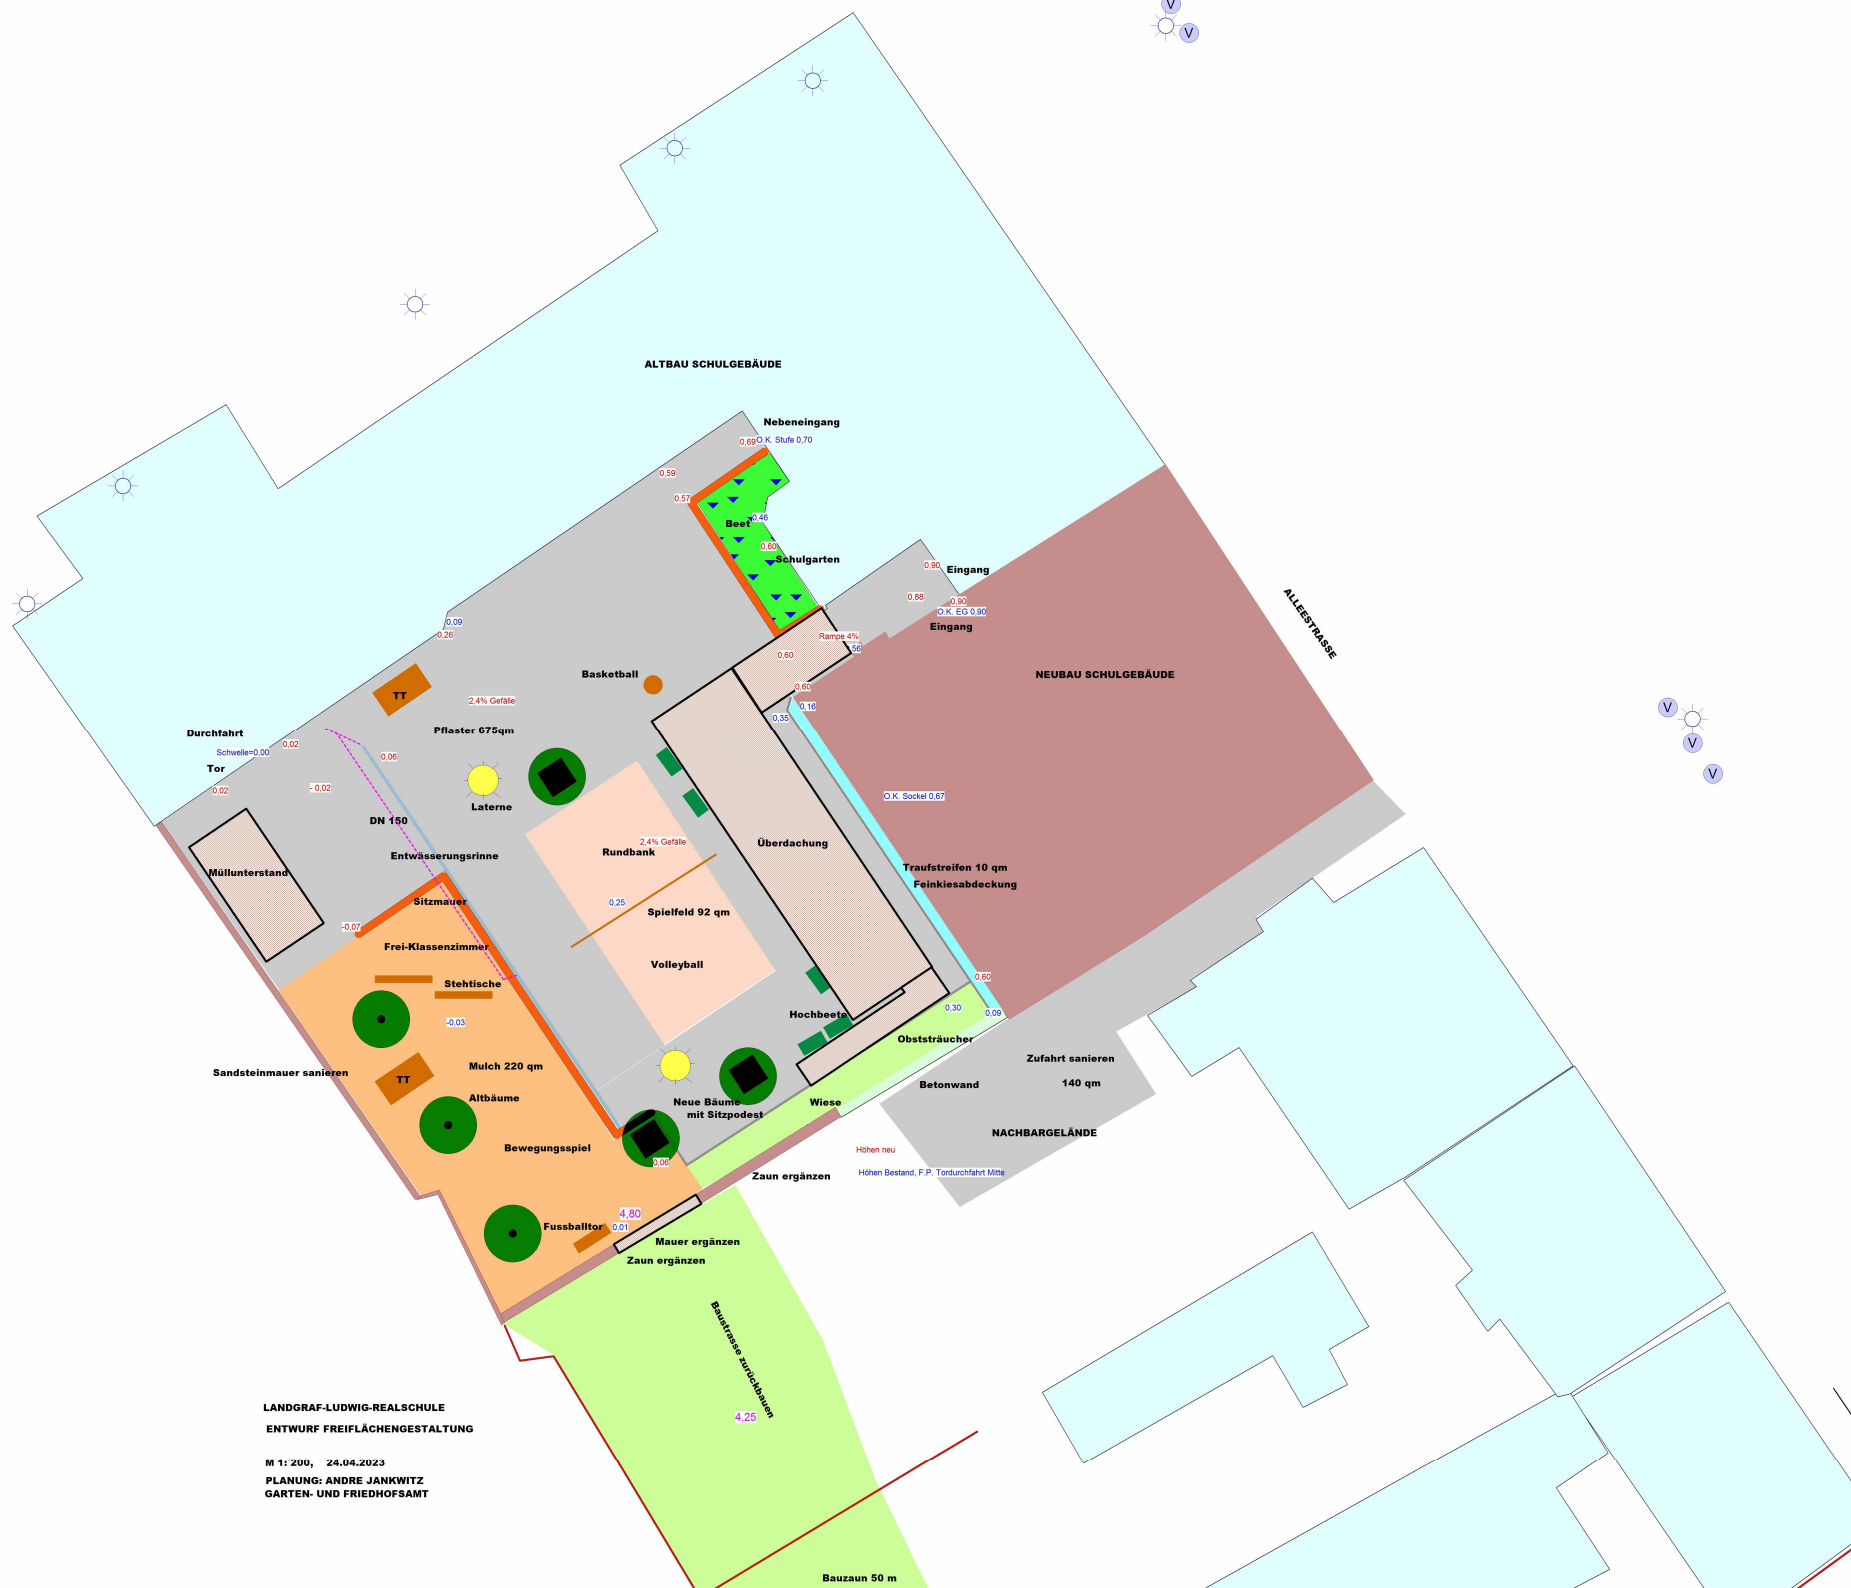 V
V
ALTBAU SCHULGEBÄUDE
Nebeneingang
0,69
O.K. Stufe 0,70
0,59
0,57
0,46
Beet
0,60
Schulgarten
0,90
Eingang
0,88
0,90
O.K. EG 0,90
Eingang
ALLEESTRASSE
0,09
0,26
Rampe 4%
56
0,60
Basketball
NEUBAU SCHULGEBÄUDE
0,60
TT
2,4% Gefälle
0,16
0,35
V
V
V
Pflaster 675qm
Durchfahrt
Schwelle=0,00
0,02
0,06
Tor
0,02
- 0,02
O.K. Sockel 0,67
Laterne
DN 150
2,4% Gefälle
Überdachung
Rundbank
Entwässerungsrinne
Müllunterstand
Traufstreifen 10 qm
Feinkiesabdeckung
Sitzmauer
0,25
Spielfeld 92 qm
-0,07
Frei-Klassenzimmer
Volleyball
Stehtische
0,60
0,30
0,09
Hochbeete
-0,03
Obststräucher
Zufahrt sanieren
140 qm
Mulch 220 qm
Sandsteinmauer sanieren
TT
Betonwand
Altbäume
Neue Bäume
mit Sitzpodest
Wiese
NACHBARGELÄNDE
Bewegungsspiel
Höhen neu
0,06
Höhen Bestand, F.P. Tordurchfahrt Mitte
Zaun ergänzen
4,80
Fussballtor
0,01
Mauer ergänzen
Zaun ergänzen
Baustrasse zurückbauen
4,25
LANDGRAF-LUDWIG-REALSCHULE
ENTWURF FREIFLÄCHENGESTALTUNG
M 1: 200, 24.04.2023
PLANUNG: ANDRE JANKWITZ
GARTEN- UND FRIEDHOFSAMT
Bauzaun 50 m